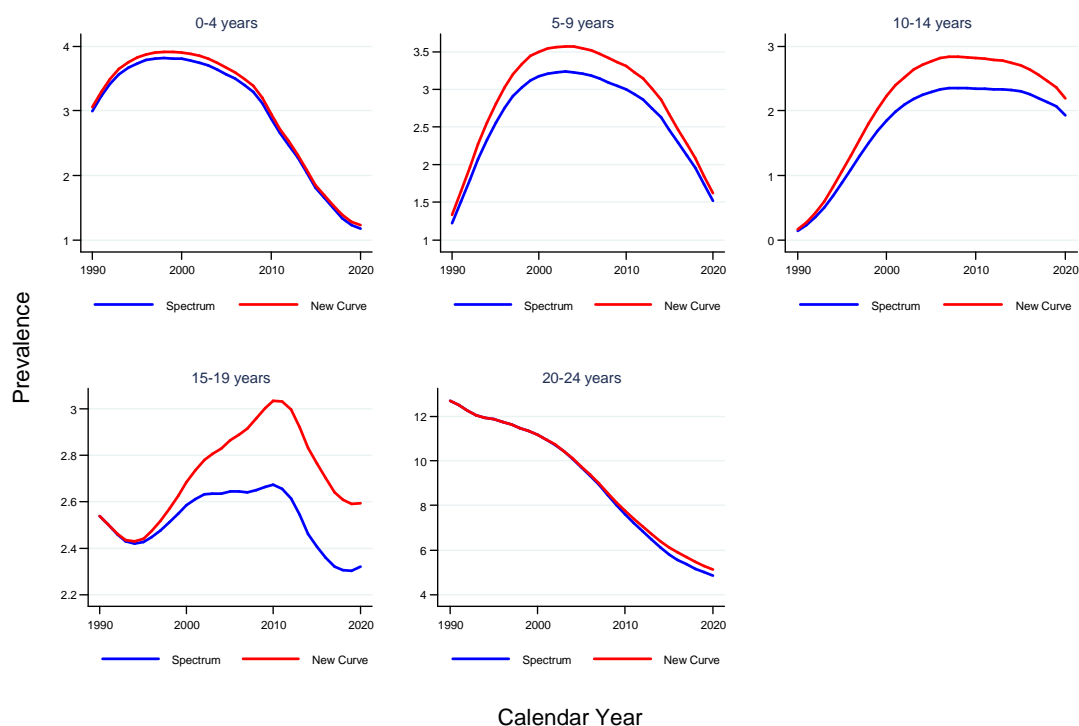 0-4 years
4
3
2
1
1990 2000 2010 2020
Spectrum New Curve
5-9 years
3.5
3
2.5
2
1.5
1
1990 2000 2010 2020
Spectrum New Curve
10-14 years
3
2
1
0
1990 2000 2010 2020
Spectrum New Curve
Prevalence
15-19 years
3
2.8
2.6
2.4
2.2
1990 2000 2010 2020
Spectrum New Curve
20-24 years
12
10
8
6
4
1990 2000 2010 2020
Spectrum New Curve
Calendar Year